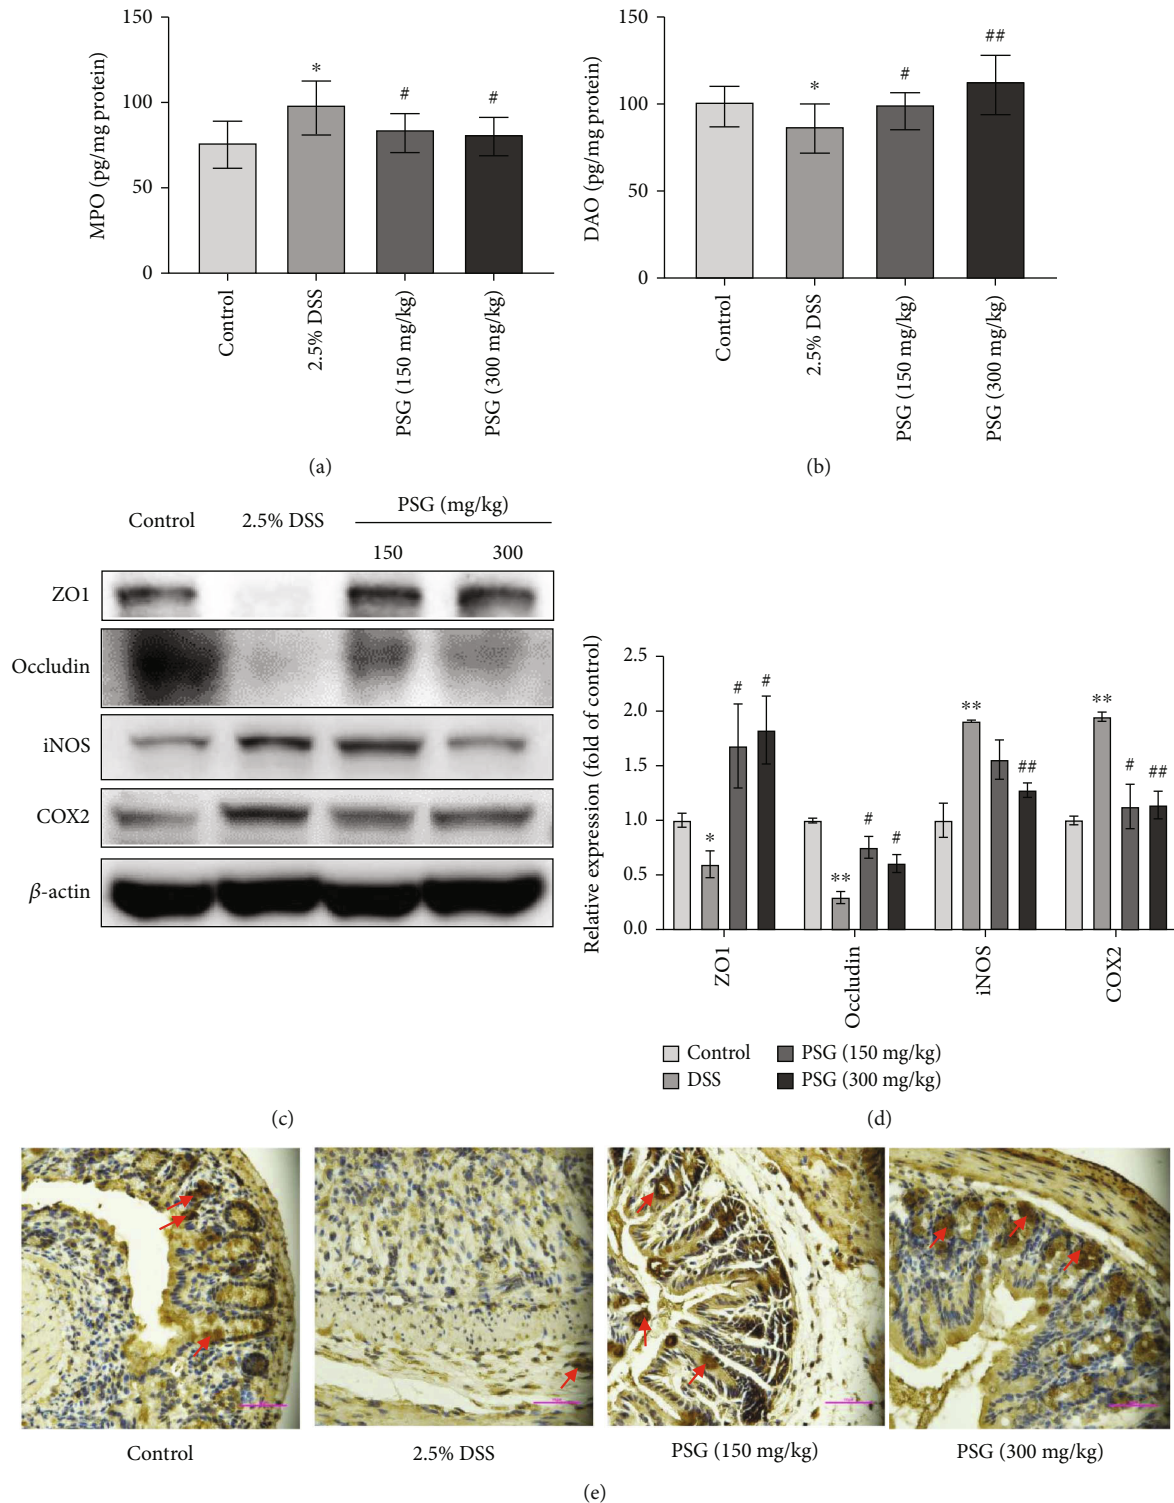 150
100
50
0
MPO (pg/mg protein)
*
#
#
Control
2.5% DSS
PSG (150 mg/kg)
PSG (300 mg/kg)
(a)
150
100
50
0
DAO (pg/mg protein)
*
#
##
Control
2.5% DSS
PSG (150 mg/kg)
PSG (300 mg/kg)
(b)
Control
2.5% DSS
PSG (mg/kg)
150
300
ZO1
Occludin
iNOS
COX2
β-actin
(c)
2.5
2.0
1.5
1.0
0.5
0.0
Relative expression (fold of control)
*
#
#
**
#
#
**
##
**
#
##
ZO1
Occludin
iNOS
COX2
Control
DSS
PSG (150 mg/kg)
PSG (300 mg/kg)
(d)
Control
2.5% DSS
PSG (150 mg/kg)
PSG (300 mg/kg)
(e)